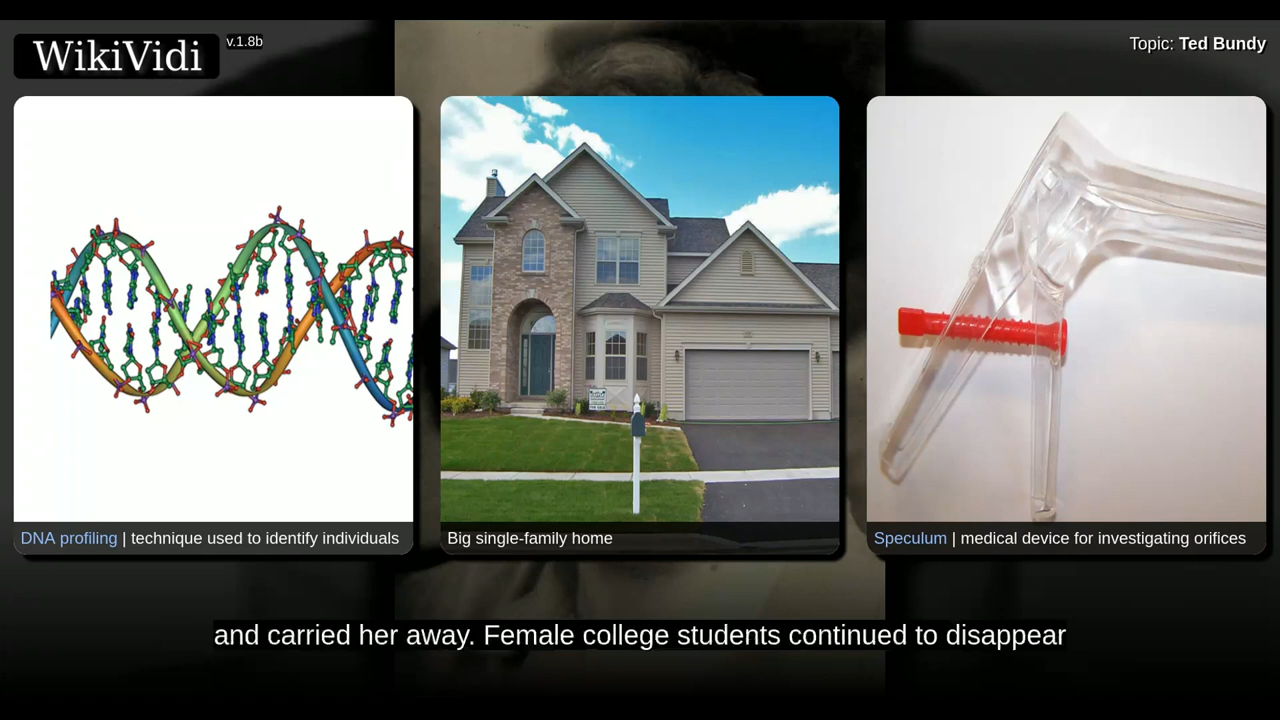 WikiVidi
v.1.8b
Topic: Ted Bundy
DNA profiling | technique used to identify individuals
Big single-family home
Speculum | medical device for investigating orifices
and carried her away. Female college students continued to disappear